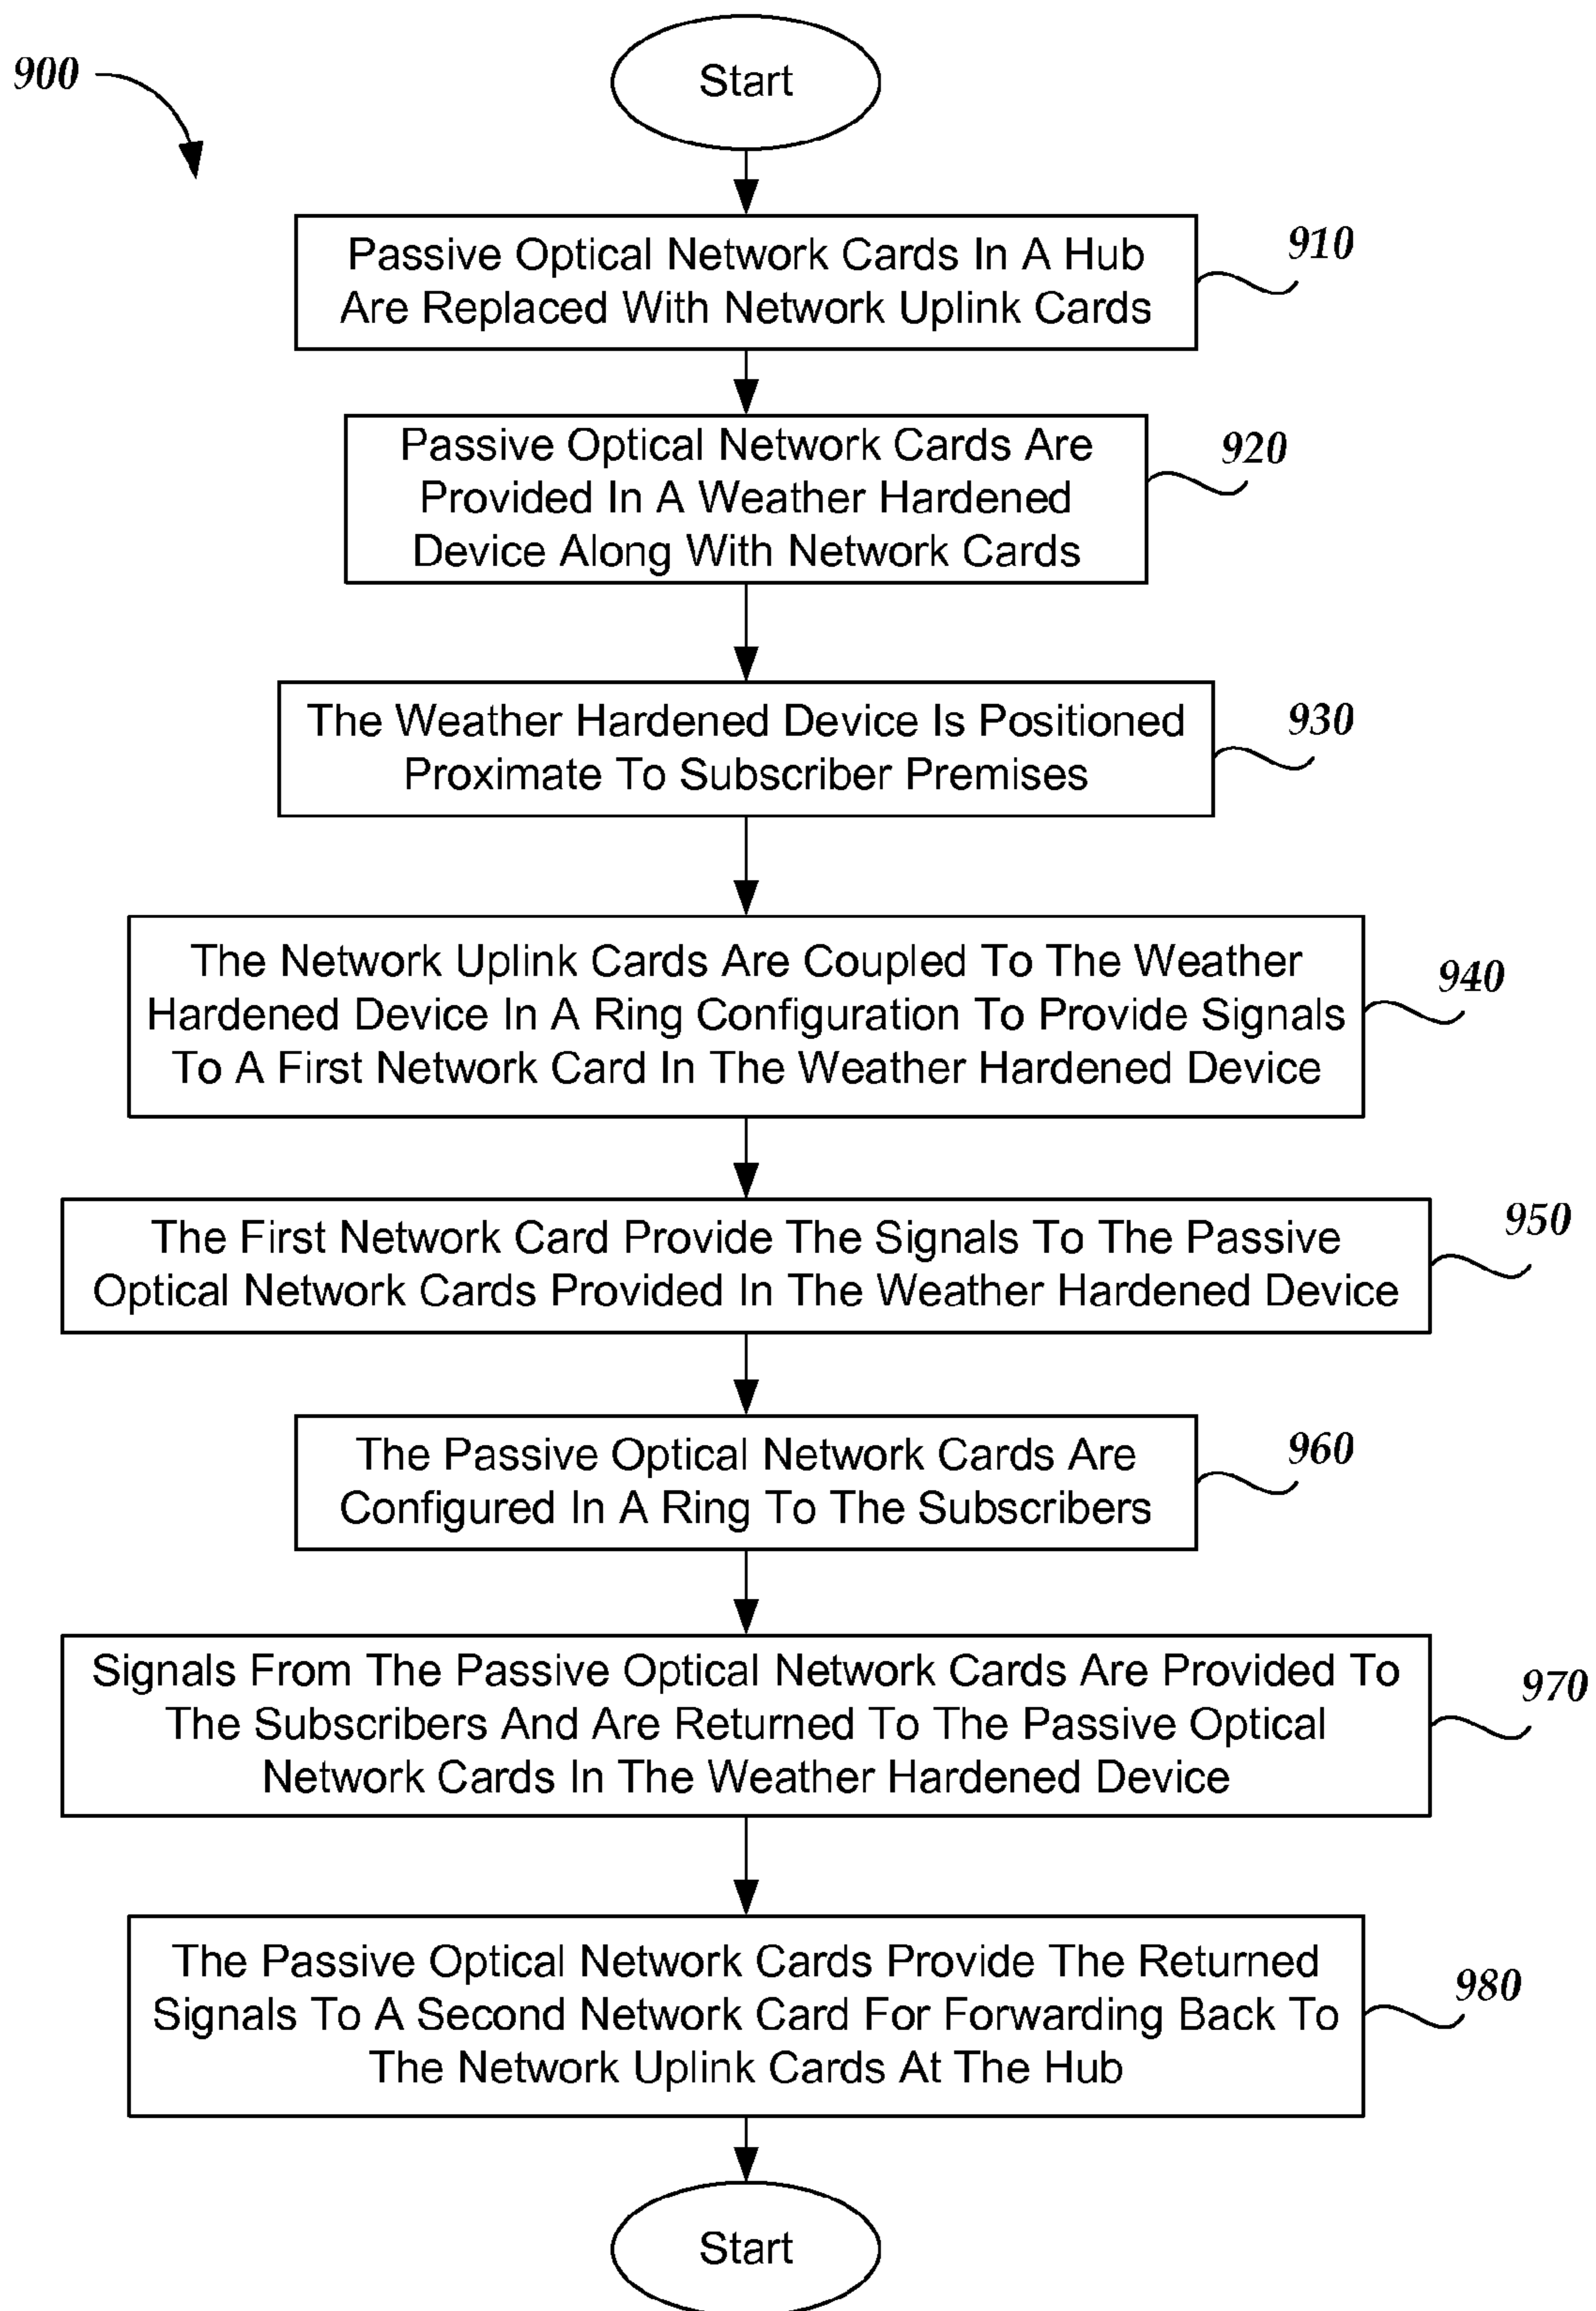 900
Start
Passive Optical Network Cards In A Hub
Are Replaced With Network Uplink Cards
910
Passive Optical Network Cards Are
Provided In A Weather Hardened
Device Along With Network Cards
920
The Weather Hardened Device Is Positioned
Proximate To Subscriber Premises
930
The Network Uplink Cards Are Coupled To The Weather
Hardened Device In A Ring Configuration To Provide Signals
To A First Network Card In The Weather Hardened Device
940
The First Network Card Provide The Signals To The Passive
Optical Network Cards Provided In The Weather Hardened Device
950
The Passive Optical Network Cards Are
Configured In A Ring To The Subscribers
960
Signals From The Passive Optical Network Cards Are Provided To
The Subscribers And Are Returned To The Passive Optical
Network Cards In The Weather Hardened Device
970
The Passive Optical Network Cards Provide The Returned
Signals To A Second Network Card For Forwarding Back To
The Network Uplink Cards At The Hub
980
Start